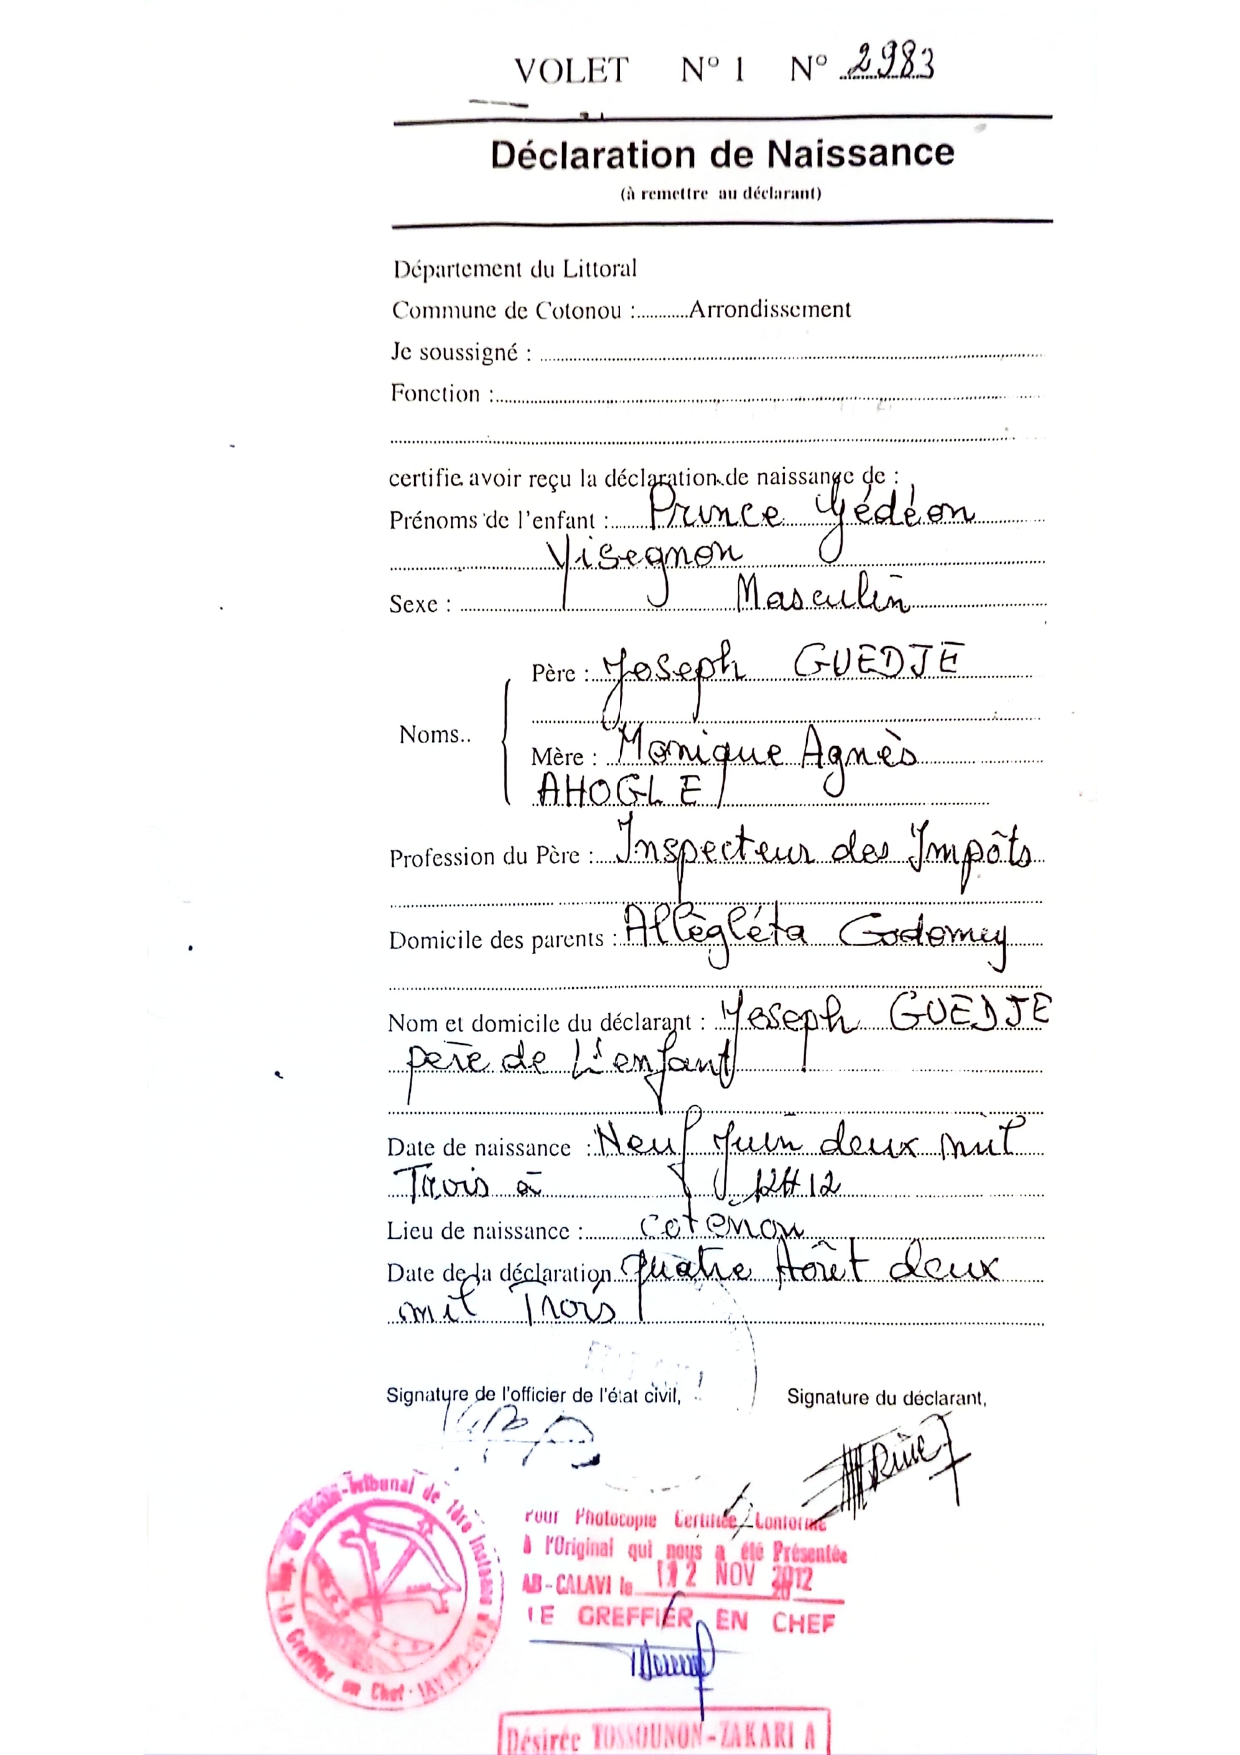 VOLET N° 1 N° 2983
Déclaration de Naissance
(à remettre au déclarant)
Département du Littoral
Commune de Cotonou :...........Arrondissement
Je soussigné :
Fonction :
certifie avoir reçu la déclaration de naissance de :
Prénoms de l'enfant : Prince Gédéon
Visegnon
Sexe : Masculin
Père : Joseph GUEDJE
Noms..
Mère : Monique Agnès
AHOGLE
Profession du Père : Inspecteur des Impôts
Domicile des parents : Allègléta Godomey
Nom et domicile du déclarant : Joseph GUEDJE
père de L'enfant
Date de naissance : Neuf Juin deux mil
Trois à 12H12
Lieu de naissance : cotonou
Date de la déclaration quatre Août deux
mil Trois
Signature de l'officier de l'état civil, Signature du déclarant,
Pour Photocopie Certifiée Conforme
à l'Original qui nous a été Présentée
AB-CALAVI le 12 NOV 2012
LE GREFFIER EN CHEF
Tribunal de 1ère Instance
Le Greffier en Chef
Désirée TOSSOUNON-ZAKARI A